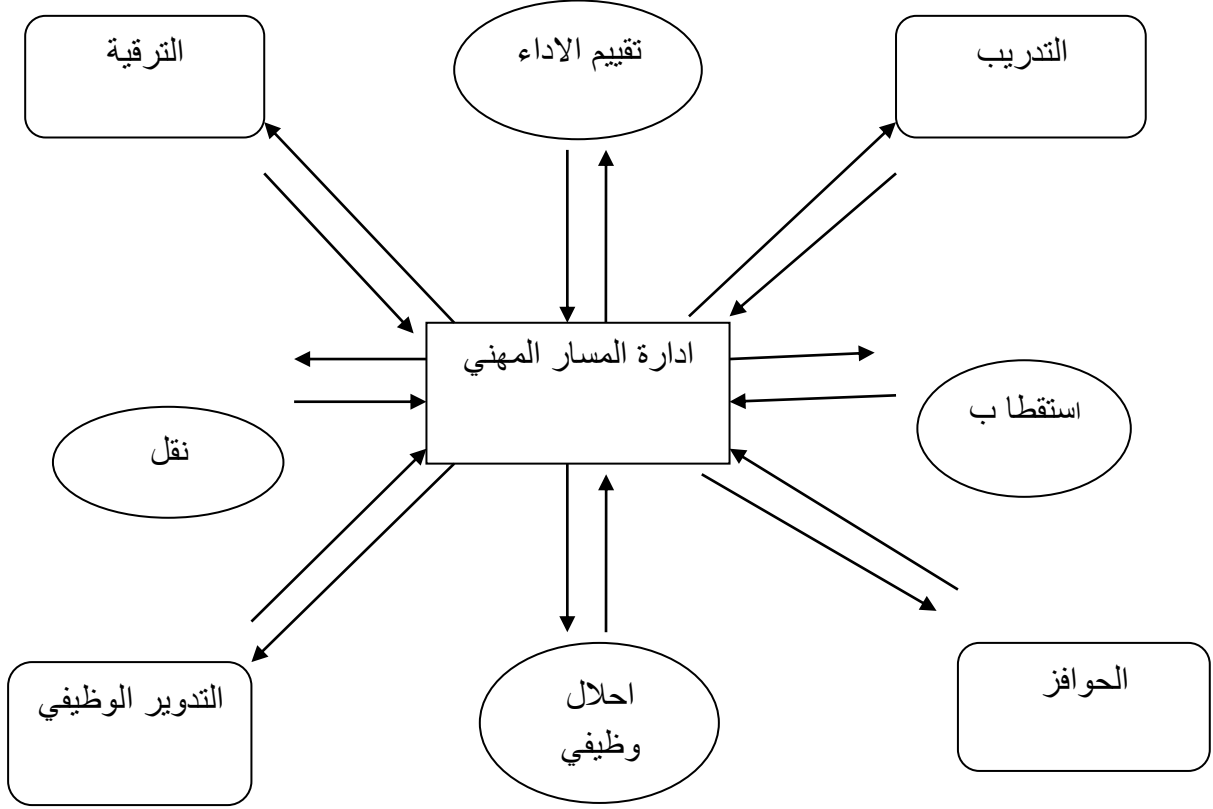 التدريب
تقييم الاداء
الترقية
ادارة المسار المهني
استقطا ب
نقل
الحوافز
احلال
وظيفي
التدوير الوظيفي